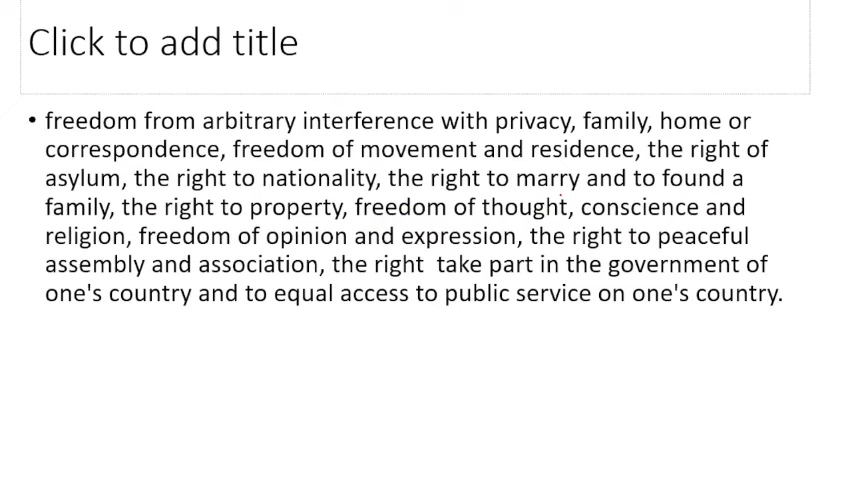 Click to add title
• freedom from arbitrary interference with privacy, family, home or
correspondence, freedom of movement and residence, the right of
asylum, the right to nationality, the right to marry and to found a
family, the right to property, freedom of thought, conscience and
religion, freedom of opinion and expression, the right to peaceful
assembly and association, the right  take part in the government of
one's country and to equal access to public service on one's country.